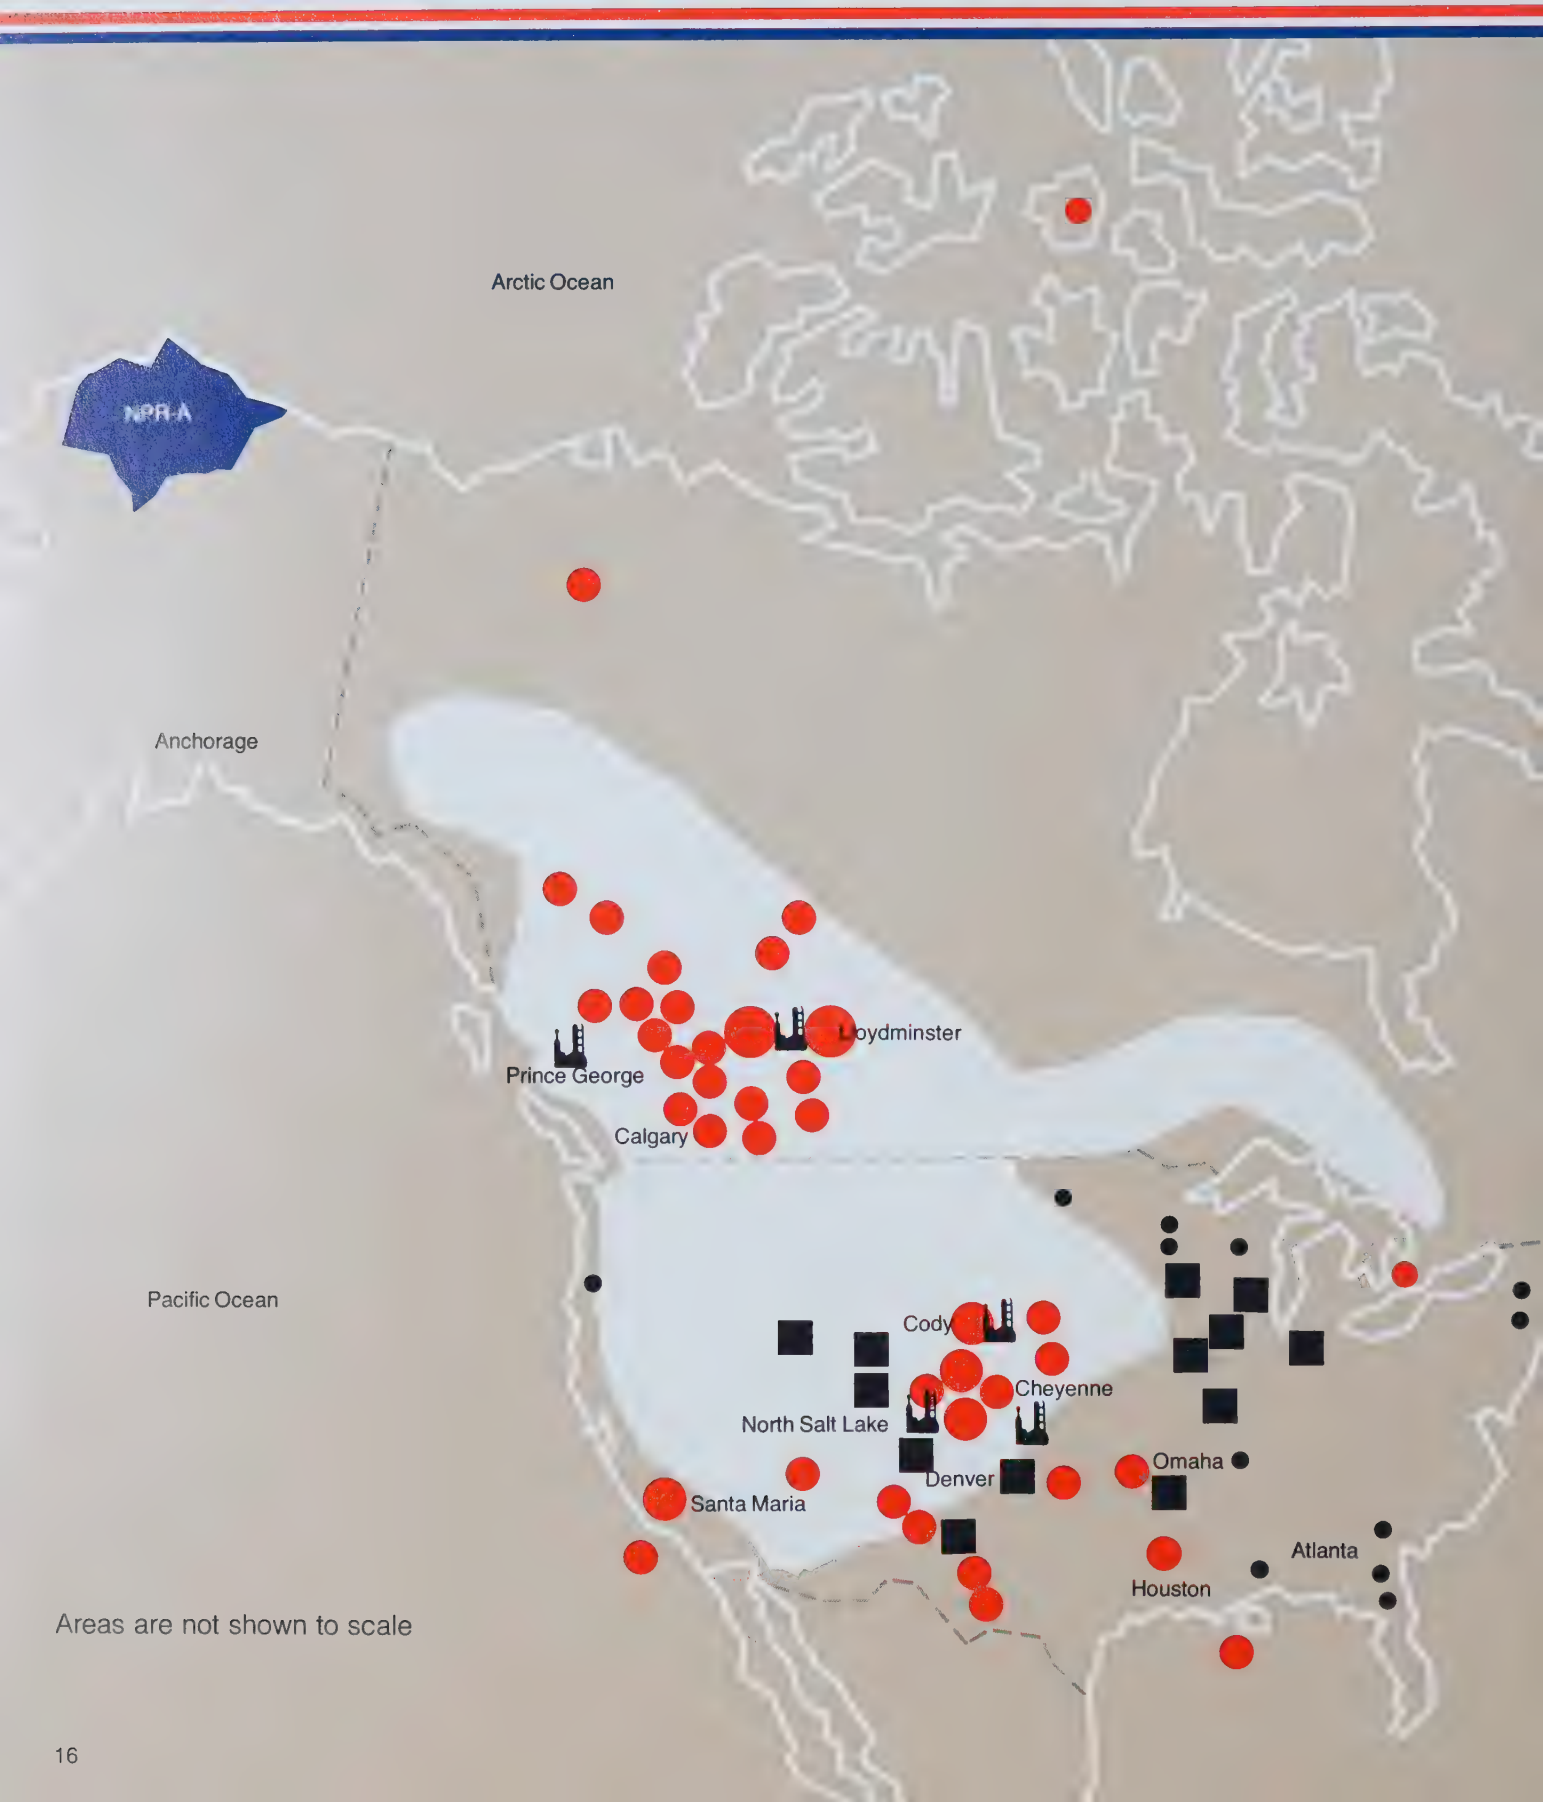 Arctic Ocean
NPR-A
Anchorage
Lloydminster
Prince George
Calgary
Pacific Ocean
Cody
Cheyenne
North Salt Lake
Omaha
Denver
Santa Maria
Atlanta
Houston
Areas are not shown to scale
16